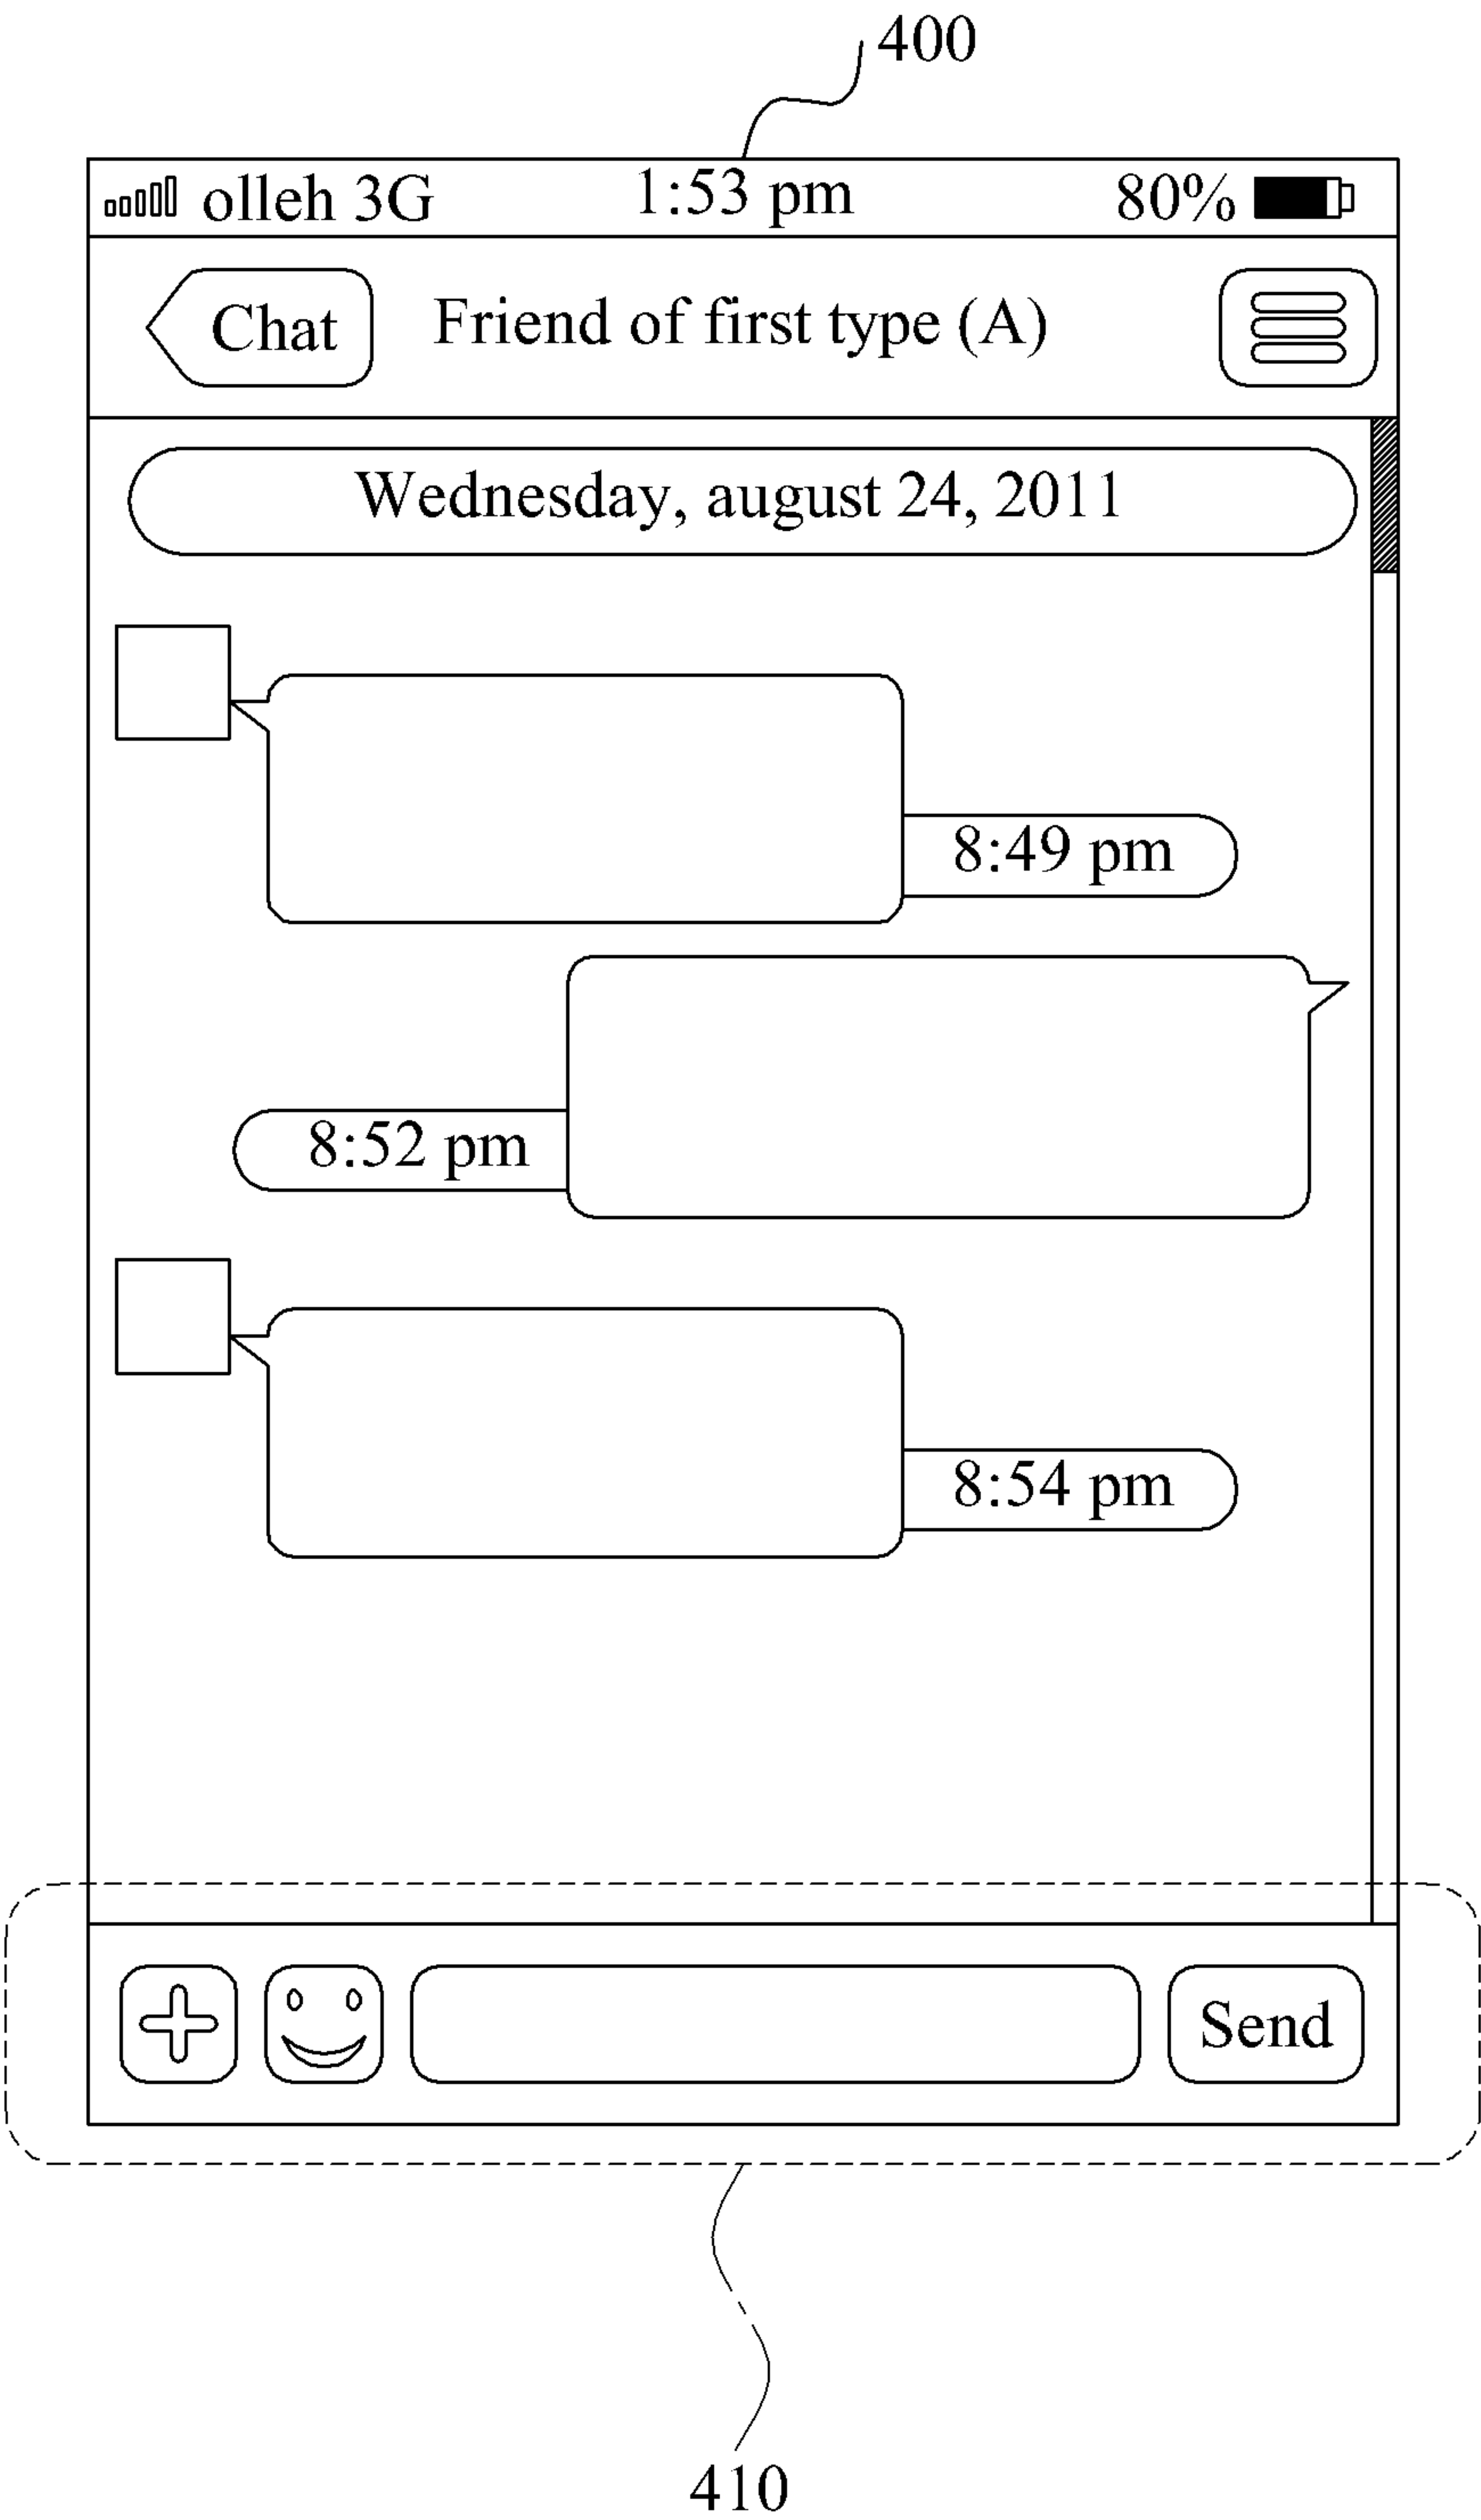 400
olleh 3G 1:53 pm 80%
Chat Friend of first type (A)
Wednesday, august 24, 2011
8:49 pm
8:52 pm
8:54 pm
Send
410